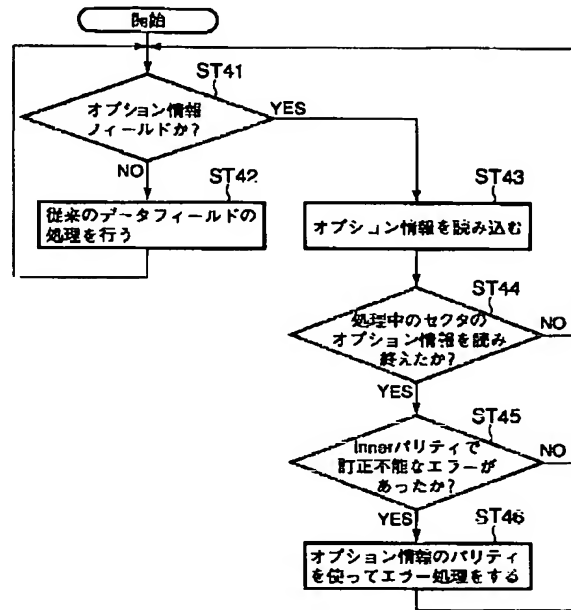 開始
ST41
オプション情報
フィールドか?
YES
NO
ST42
従来のデータフィールドの
処理を行う
ST43
オプション情報を読み込む
ST44
処理中のセクタの
オプション情報を読み
終えたか?
NO
YES
ST45
Innerパリティで
訂正不能なエラーが
あったか?
NO
YES
ST46
オプション情報のパリティ
を使ってエラー処理をする